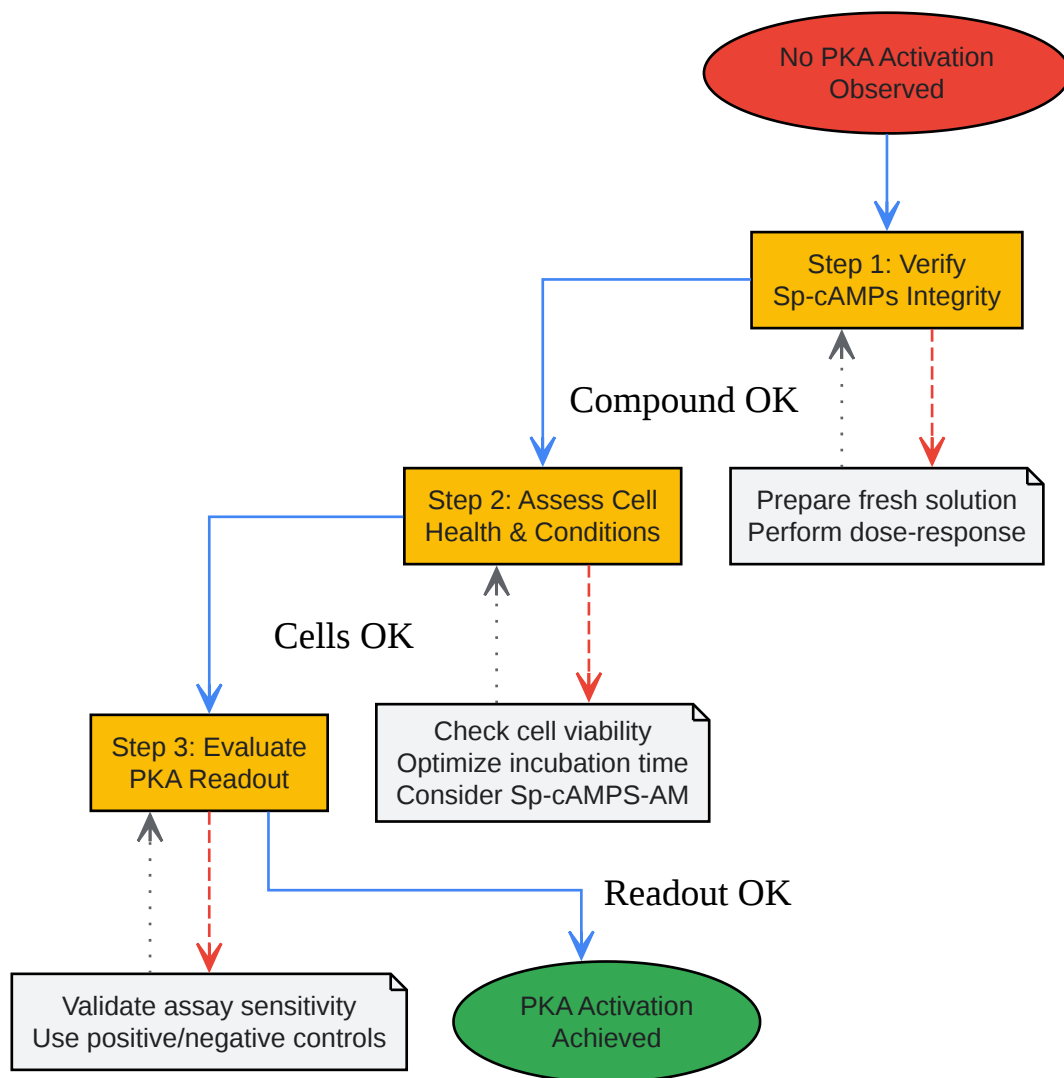 No PKA Activation
Observed
Step 1: Verify
Sp-cAMPs Integrity
Compound OK
Step 2: Assess Cell
Health & Conditions
Prepare fresh solution
Perform dose-response
Cells OK
Step 3: Evaluate
PKA Readout
Check cell viability
Optimize incubation time
Consider Sp-cAMPS-AM
Readout OK
Validate assay sensitivity
Use positive/negative controls
PKA Activation
Achieved